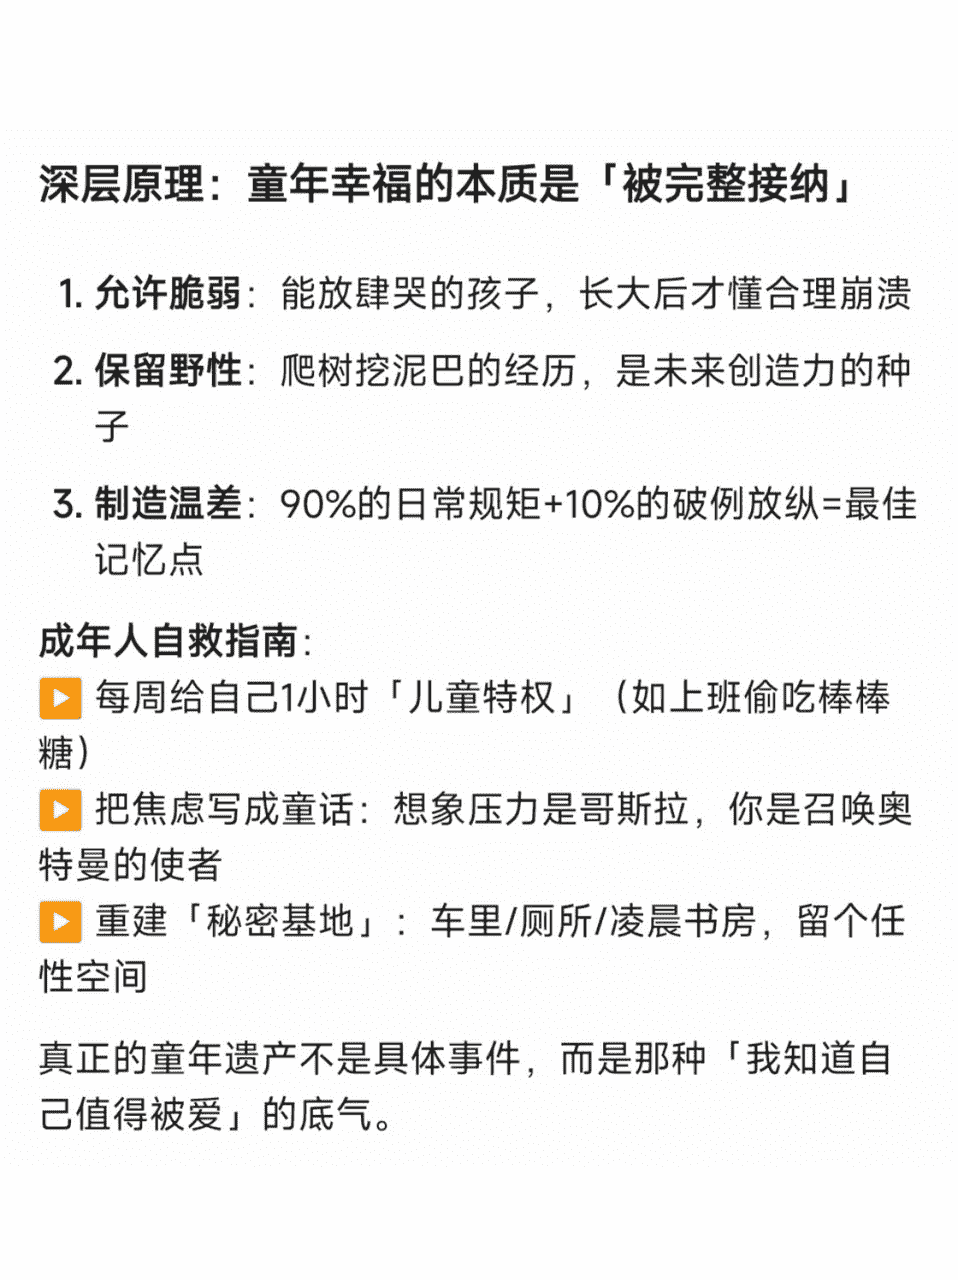 深层原理：童年幸福的本质是「被完整接纳」
1. 允许脆弱：能放肆哭的孩子，长大后才懂合理崩溃
2. 保留野性：爬树挖泥巴的经历，是未来创造力的种
子
3. 制造温差：90%的日常规矩+10%的破例放纵=最佳
记忆点
成年人自救指南：
▶️ 每周给自己1小时「儿童特权」（如上班偷吃棒棒
糖）
▶️ 把焦虑写成童话：想象压力是哥斯拉，你是召唤奥
特曼的使者
▶️ 重建「秘密基地」：车里/厕所/凌晨书房，留个任
性空间
真正的童年遗产不是具体事件，而是那种「我知道自
己值得被爱」的底气。